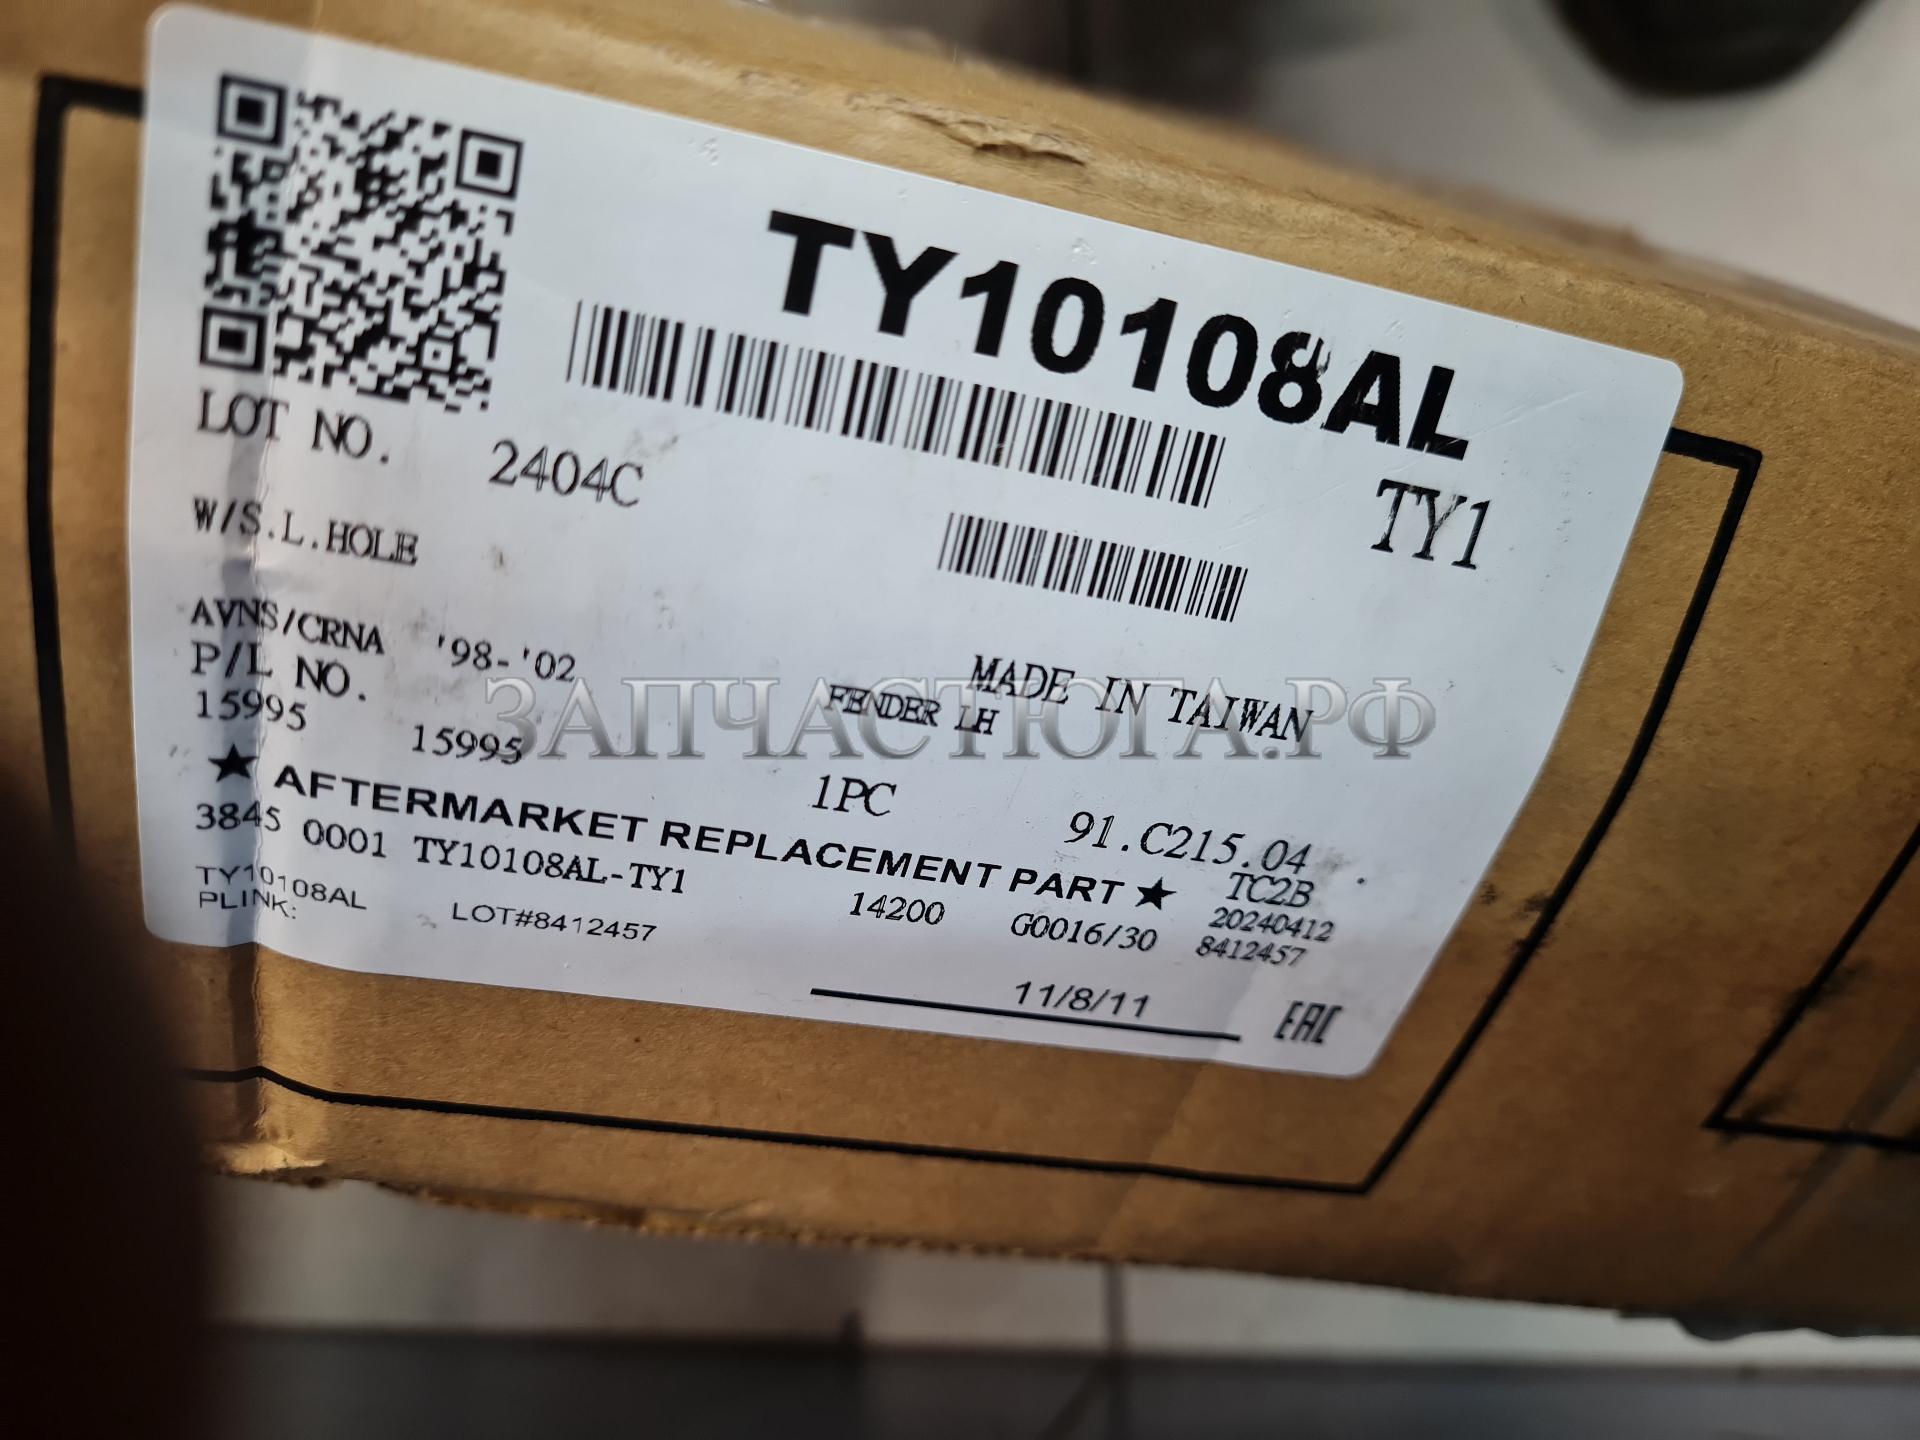 TY10108AL
LOT NO. 2404C
TY1
W/S.L.HOLE
AVNS/CRNA '98-'02
MADE IN TAIWAN
P/L NO.
FENDER LH
15995 15995
ЗАПЧАСТЮГА.РФ
1PC
91.C215.04
★ AFTERMARKET REPLACEMENT PART ★
TC2B
3845 0001 TY10108AL-TY1
14200 G0016/30
20240412
8412457
TY10108AL
PLINK: LOT#8412457
11/8/11
EAC